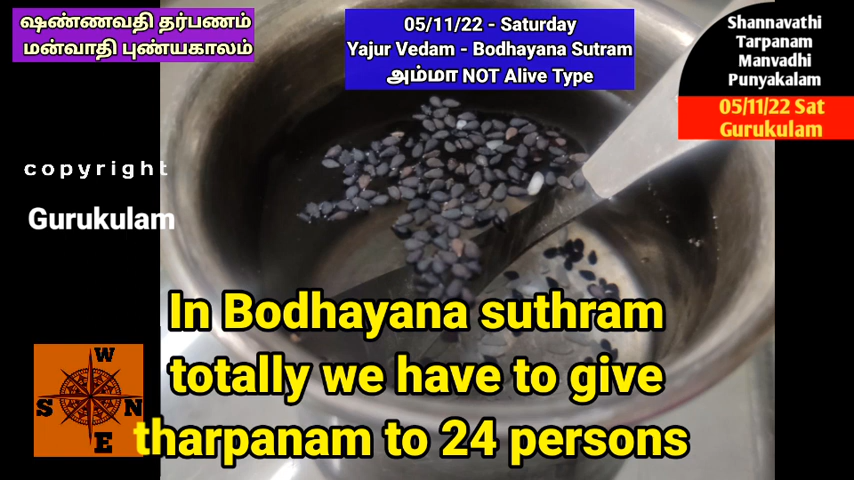 ஷண்ணவதி தர்பணம்
மன்வாதி புண்யகாலம்
05/11/22 - Saturday
Yajur Vedam - Bodhayana Sutram
அம்மா NOT Alive Type
Shannavathi
Tarpanam
Manvadhi
Punyakalam
05/11/22 Sat
Gurukulam
copyright
Gurukulam
W
S N
E
In Bodhayana suthram
totally we have to give
tharpanam to 24 persons